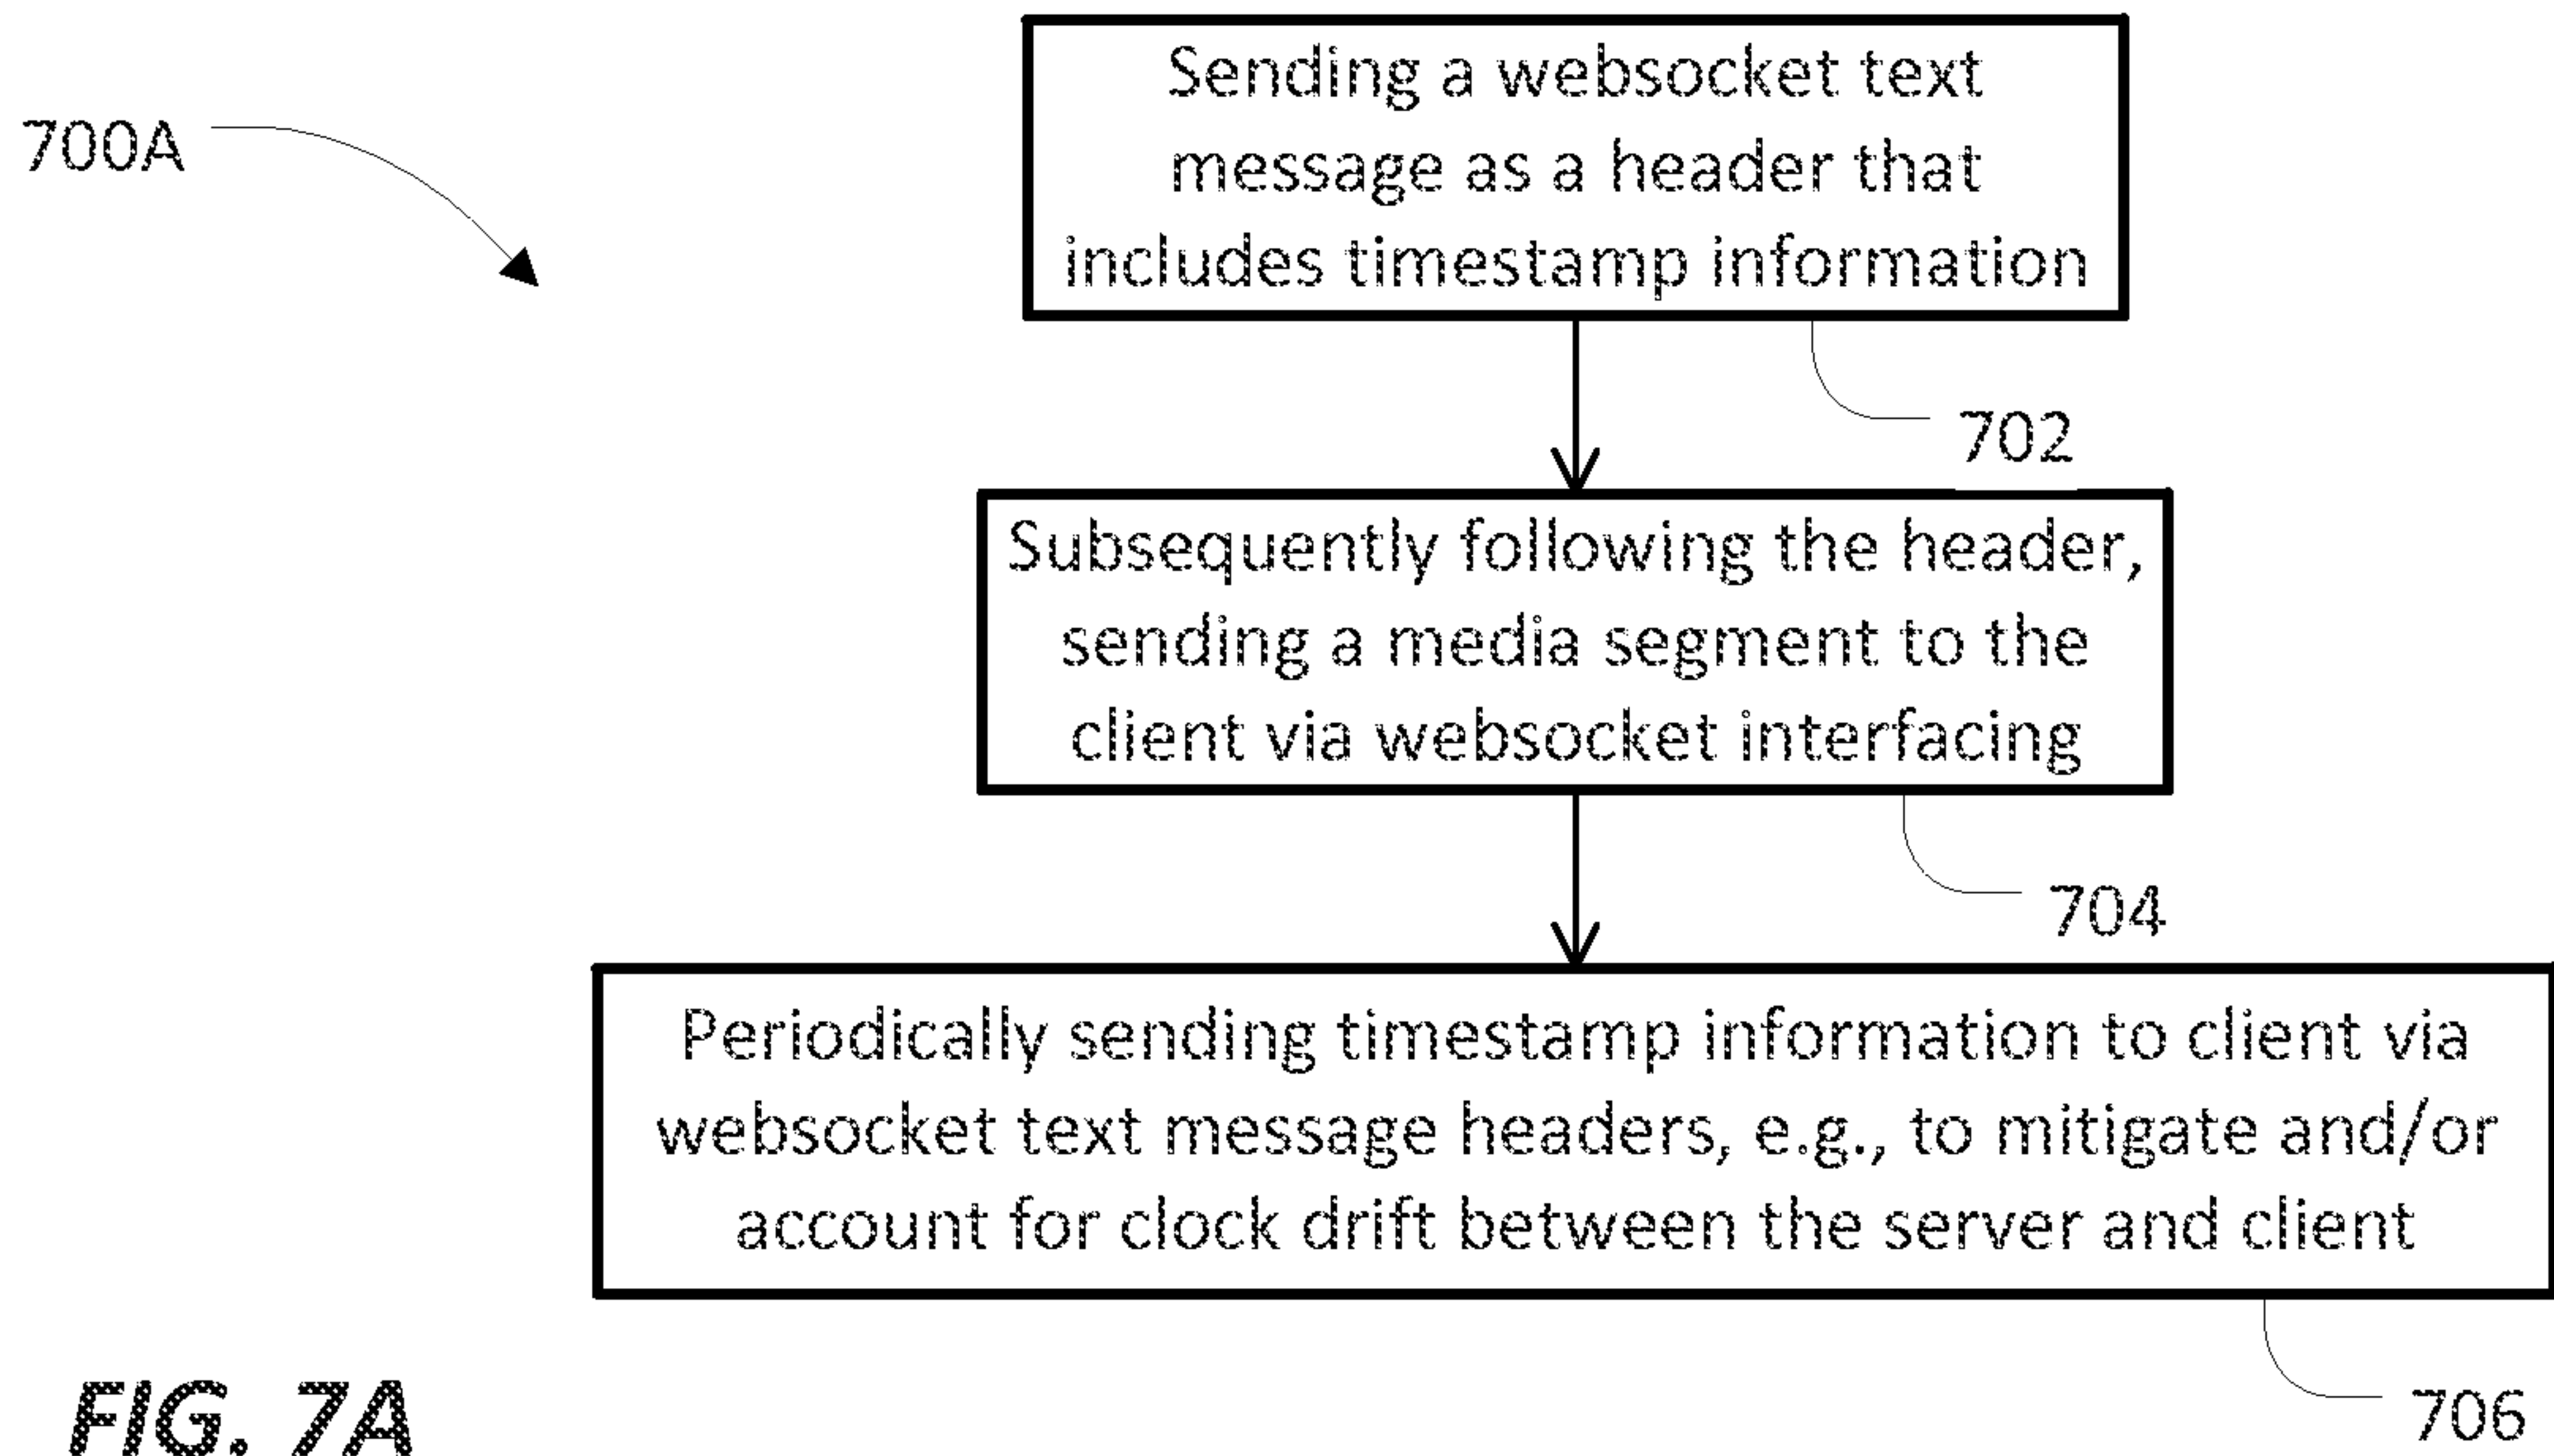 Sending a websocket text
message as a header that
includes timestamp information
700A
702
Subsequently following the header,
sending a media segment to the
client via websocket interfacing
704
Periodically sending timestamp information to client via
websocket text message headers, e.g., to mitigate and/or
account for clock drift between the server and client
706
FIG. 7A